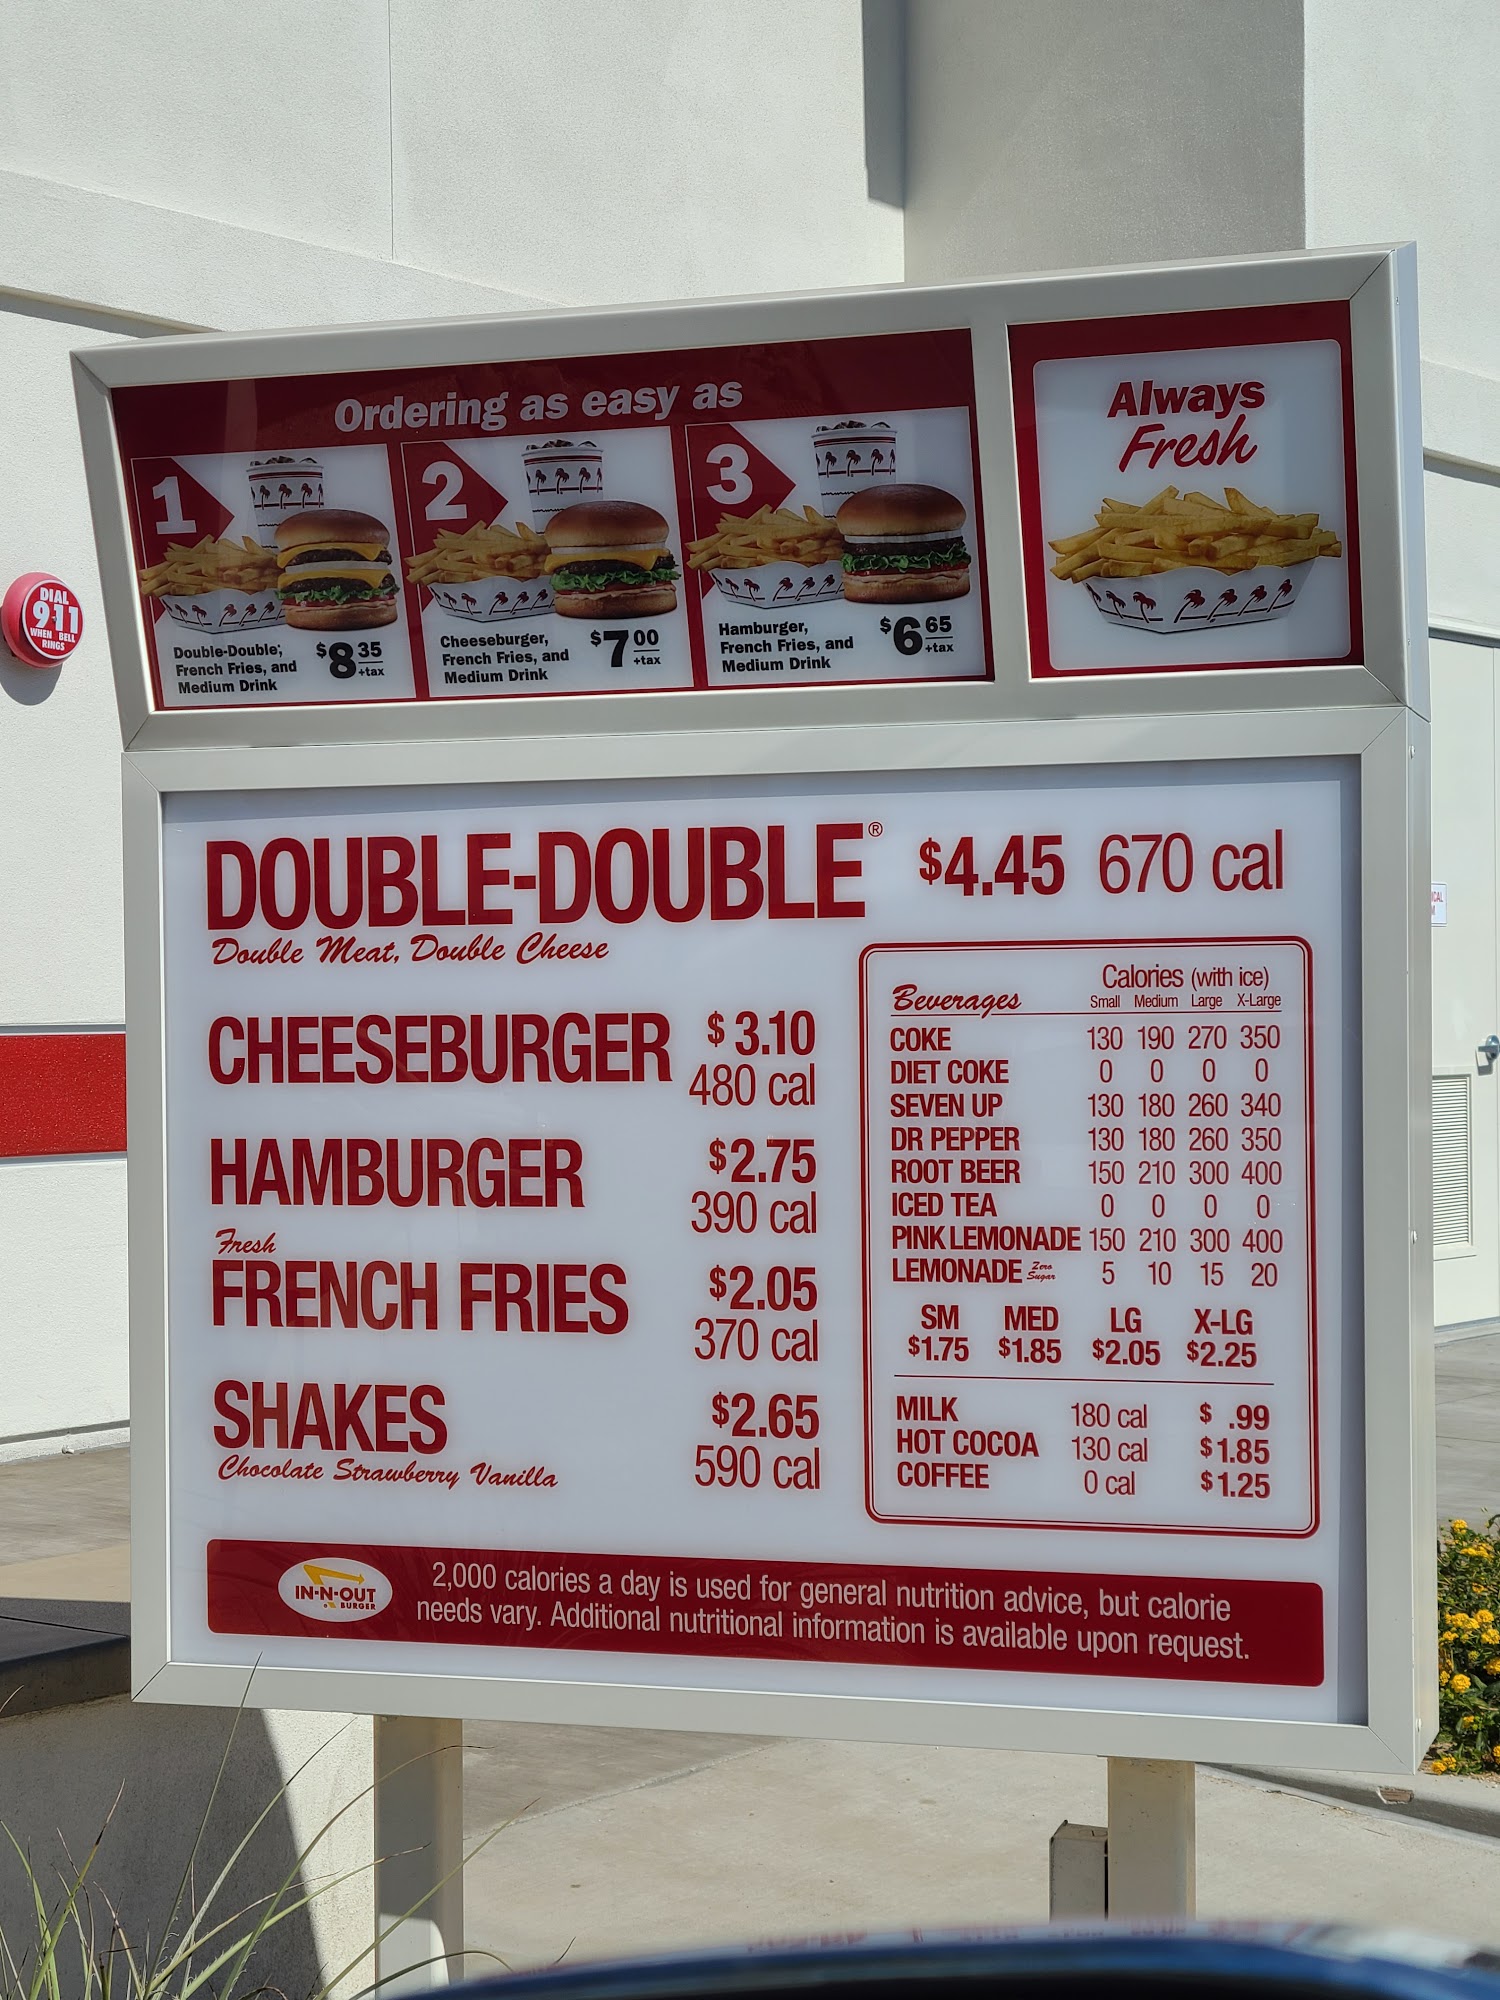 Ordering as easy as
1
Double-Double®,
French Fries, and
Medium Drink
$8 35
+tax
2
Cheeseburger,
French Fries, and
Medium Drink
$7 00
+tax
3
Hamburger,
French Fries, and
Medium Drink
$6 65
+tax
Always
Fresh
DIAL
911
WHEN BELL
RINGS
DOUBLE-DOUBLE® $4.45 670 cal
Double Meat, Double Cheese
CHEESEBURGER $3.10
480 cal
HAMBURGER $2.75
390 cal
Fresh
FRENCH FRIES $2.05
370 cal
SHAKES $2.65
Chocolate Strawberry Vanilla 590 cal
Calories (with ice)
Beverages Small Medium Large X-Large
COKE 130 190 270 350
DIET COKE 0 0 0 0
SEVEN UP 130 180 260 340
DR PEPPER 130 180 260 350
ROOT BEER 150 210 300 400
ICED TEA 0 0 0 0
PINK LEMONADE 150 210 300 400
LEMONADE Zero Sugar 5 10 15 20
SM MED LG X-LG
$1.75 $1.85 $2.05 $2.25
MILK 180 cal $ .99
HOT COCOA 130 cal $1.85
COFFEE 0 cal $1.25
IN-N-OUT
BURGER
2,000 calories a day is used for general nutrition advice, but calorie
needs vary. Additional nutritional information is available upon request.